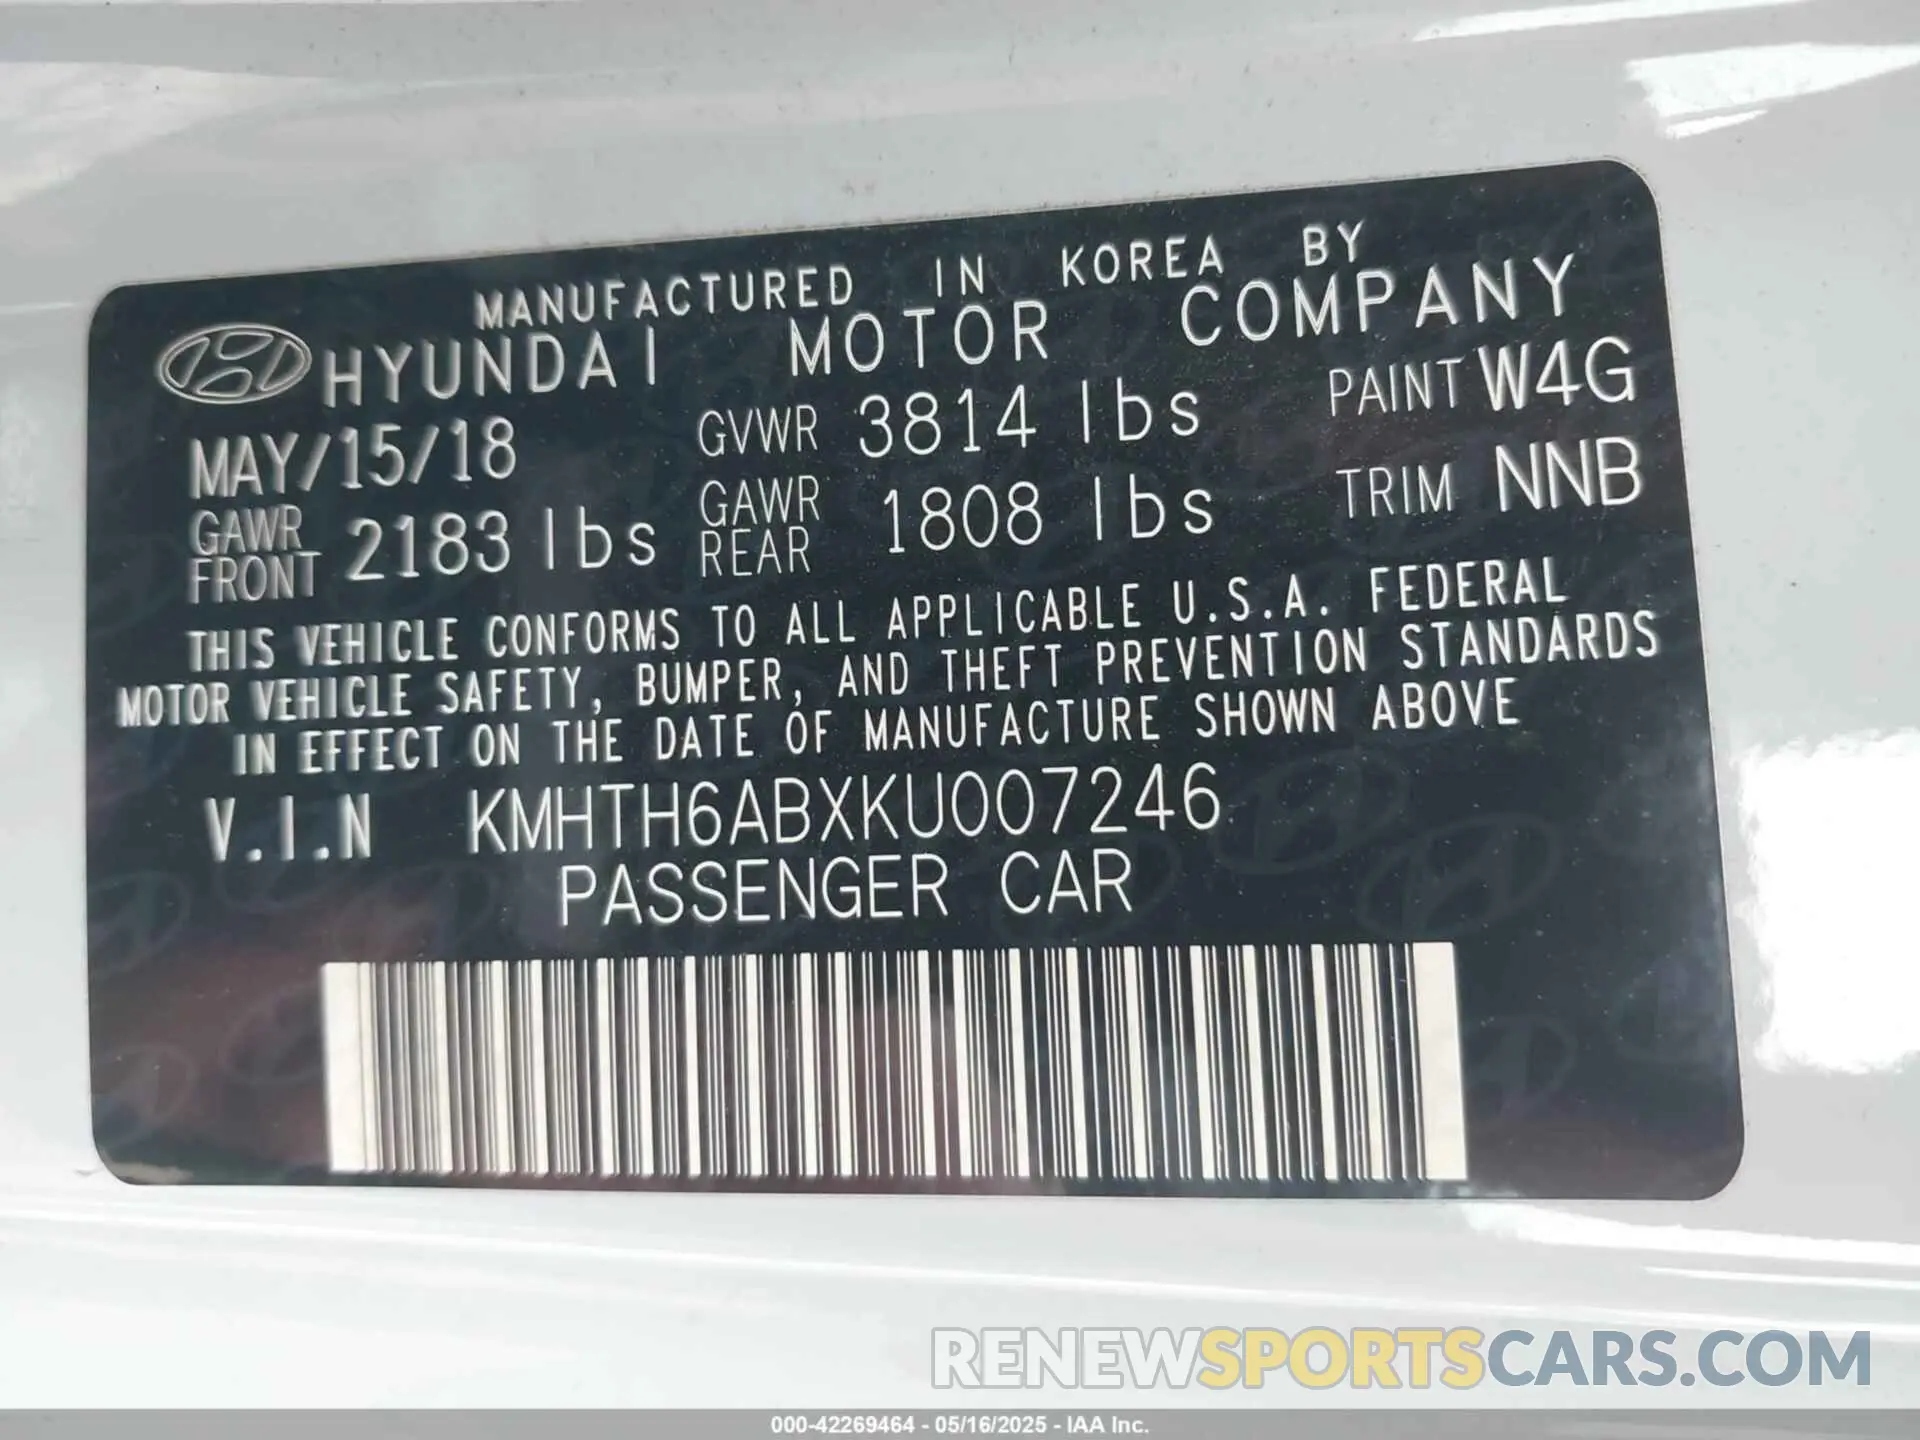 MANUFACTURED IN KOREA BY
HYUNDAI MOTOR COMPANY
MAY/15/18 GVWR 3814 lbs PAINT W4G
GAWR FRONT 2183 lbs GAWR REAR 1808 lbs TRIM NNB
THIS VEHICLE CONFORMS TO ALL APPLICABLE U.S.A. FEDERAL
MOTOR VEHICLE SAFETY, BUMPER, AND THEFT PREVENTION STANDARDS
IN EFFECT ON THE DATE OF MANUFACTURE SHOWN ABOVE
V.I.N KMHTH6ABXKU007246
PASSENGER CAR
RENEWSPORTSCARS.COM
000-42269464 - 05/16/2025 - IAA Inc.